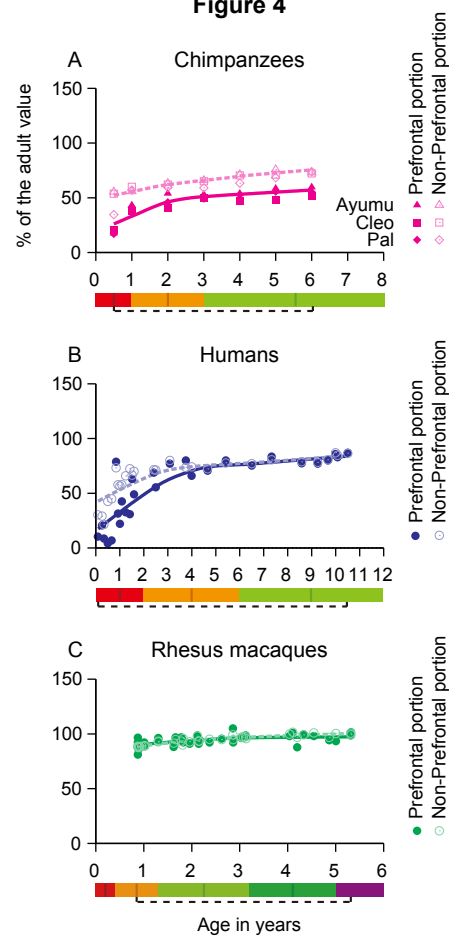 Figure 4
A Chimpanzees
% of the adult value
150
100
50
0
0 1 2 3 4 5 6 7 8
Ayumu
Cleo
Pal
Prefrontal portion
Non-Prefrontal portion
B Humans
150
100
50
0
0 1 2 3 4 5 6 7 8 9 10 11 12
Prefrontal portion
Non-Prefrontal portion
C Rhesus macaques
150
100
50
0
0 1 2 3 4 5 6
Prefrontal portion
Non-Prefrontal portion
Age in years